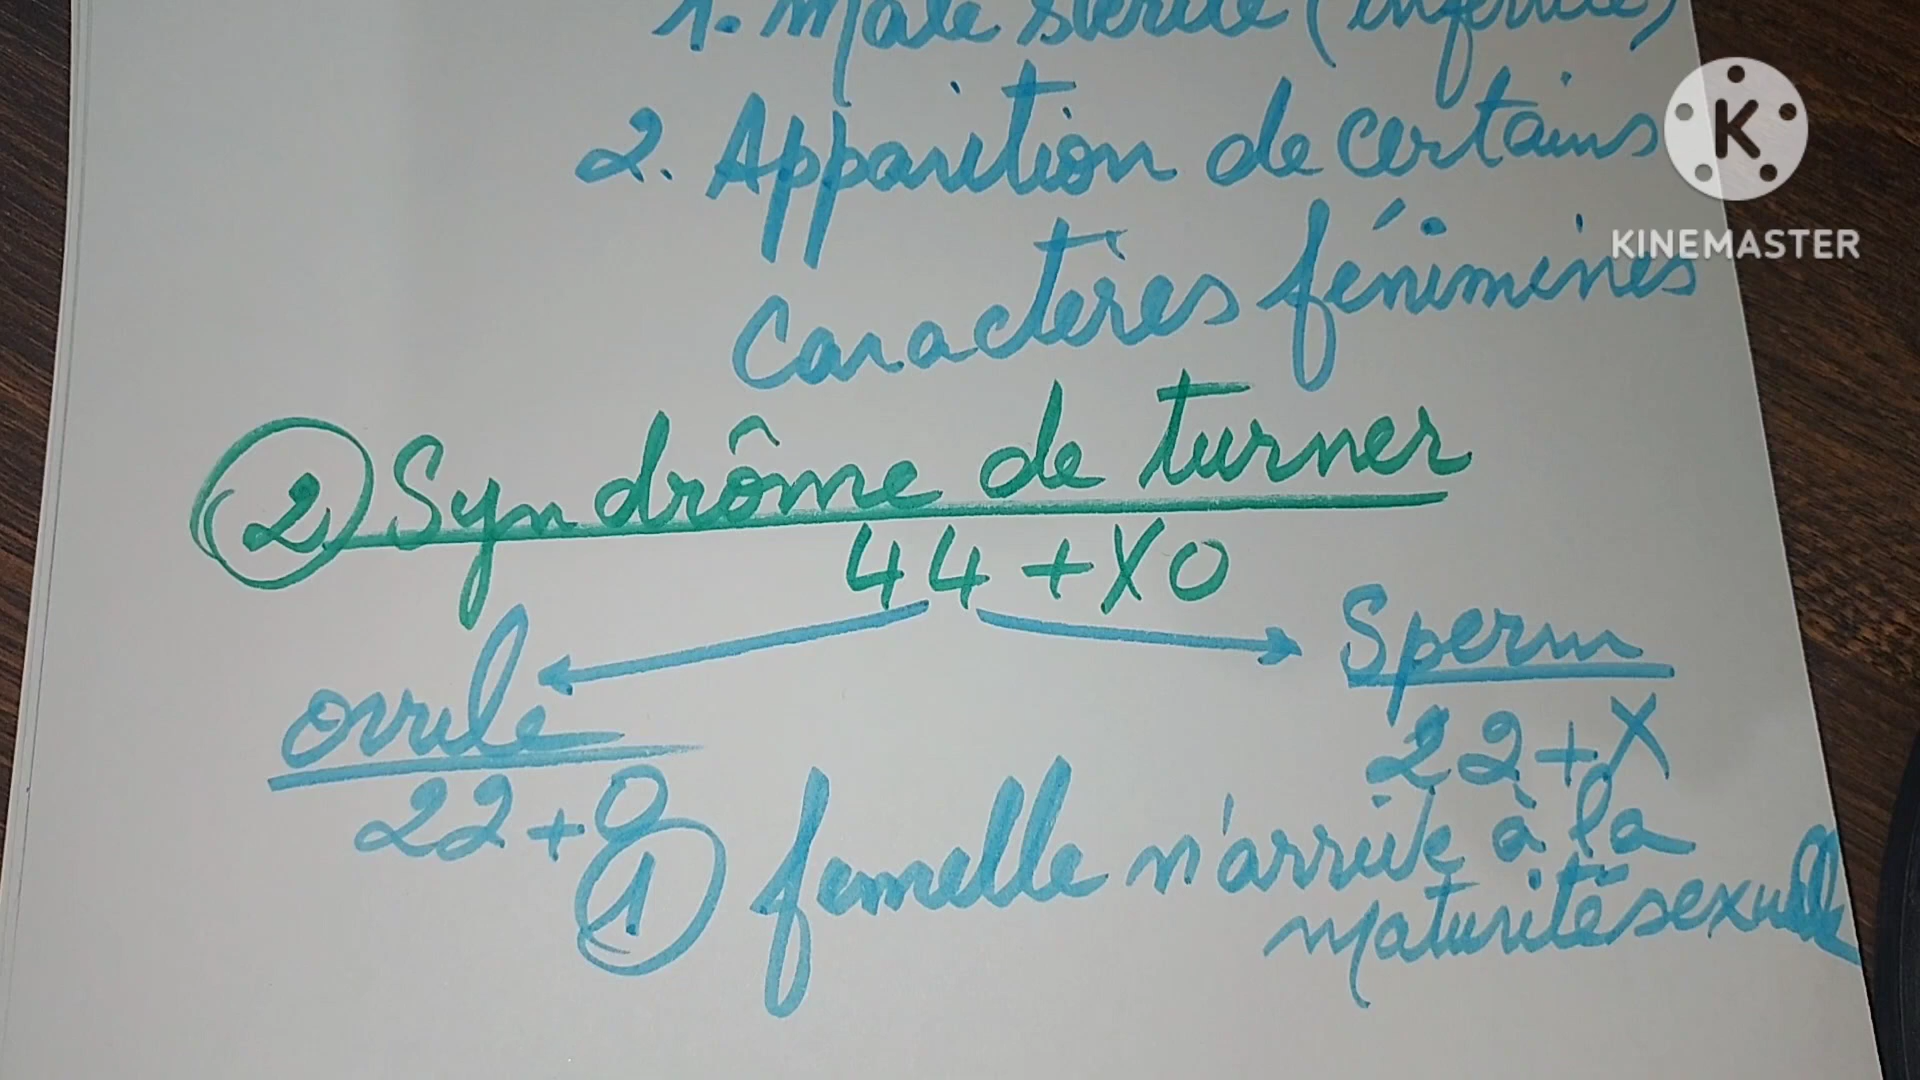 1. Mâle stérile (infertile)
2. Apparition de certains
caractères féminines
② Syndrôme de turner
44 + XO
ovule
Sperm
22 + O
22 + X
① femelle n'arrive à la
maturité sexuelle
K
KINEMASTER